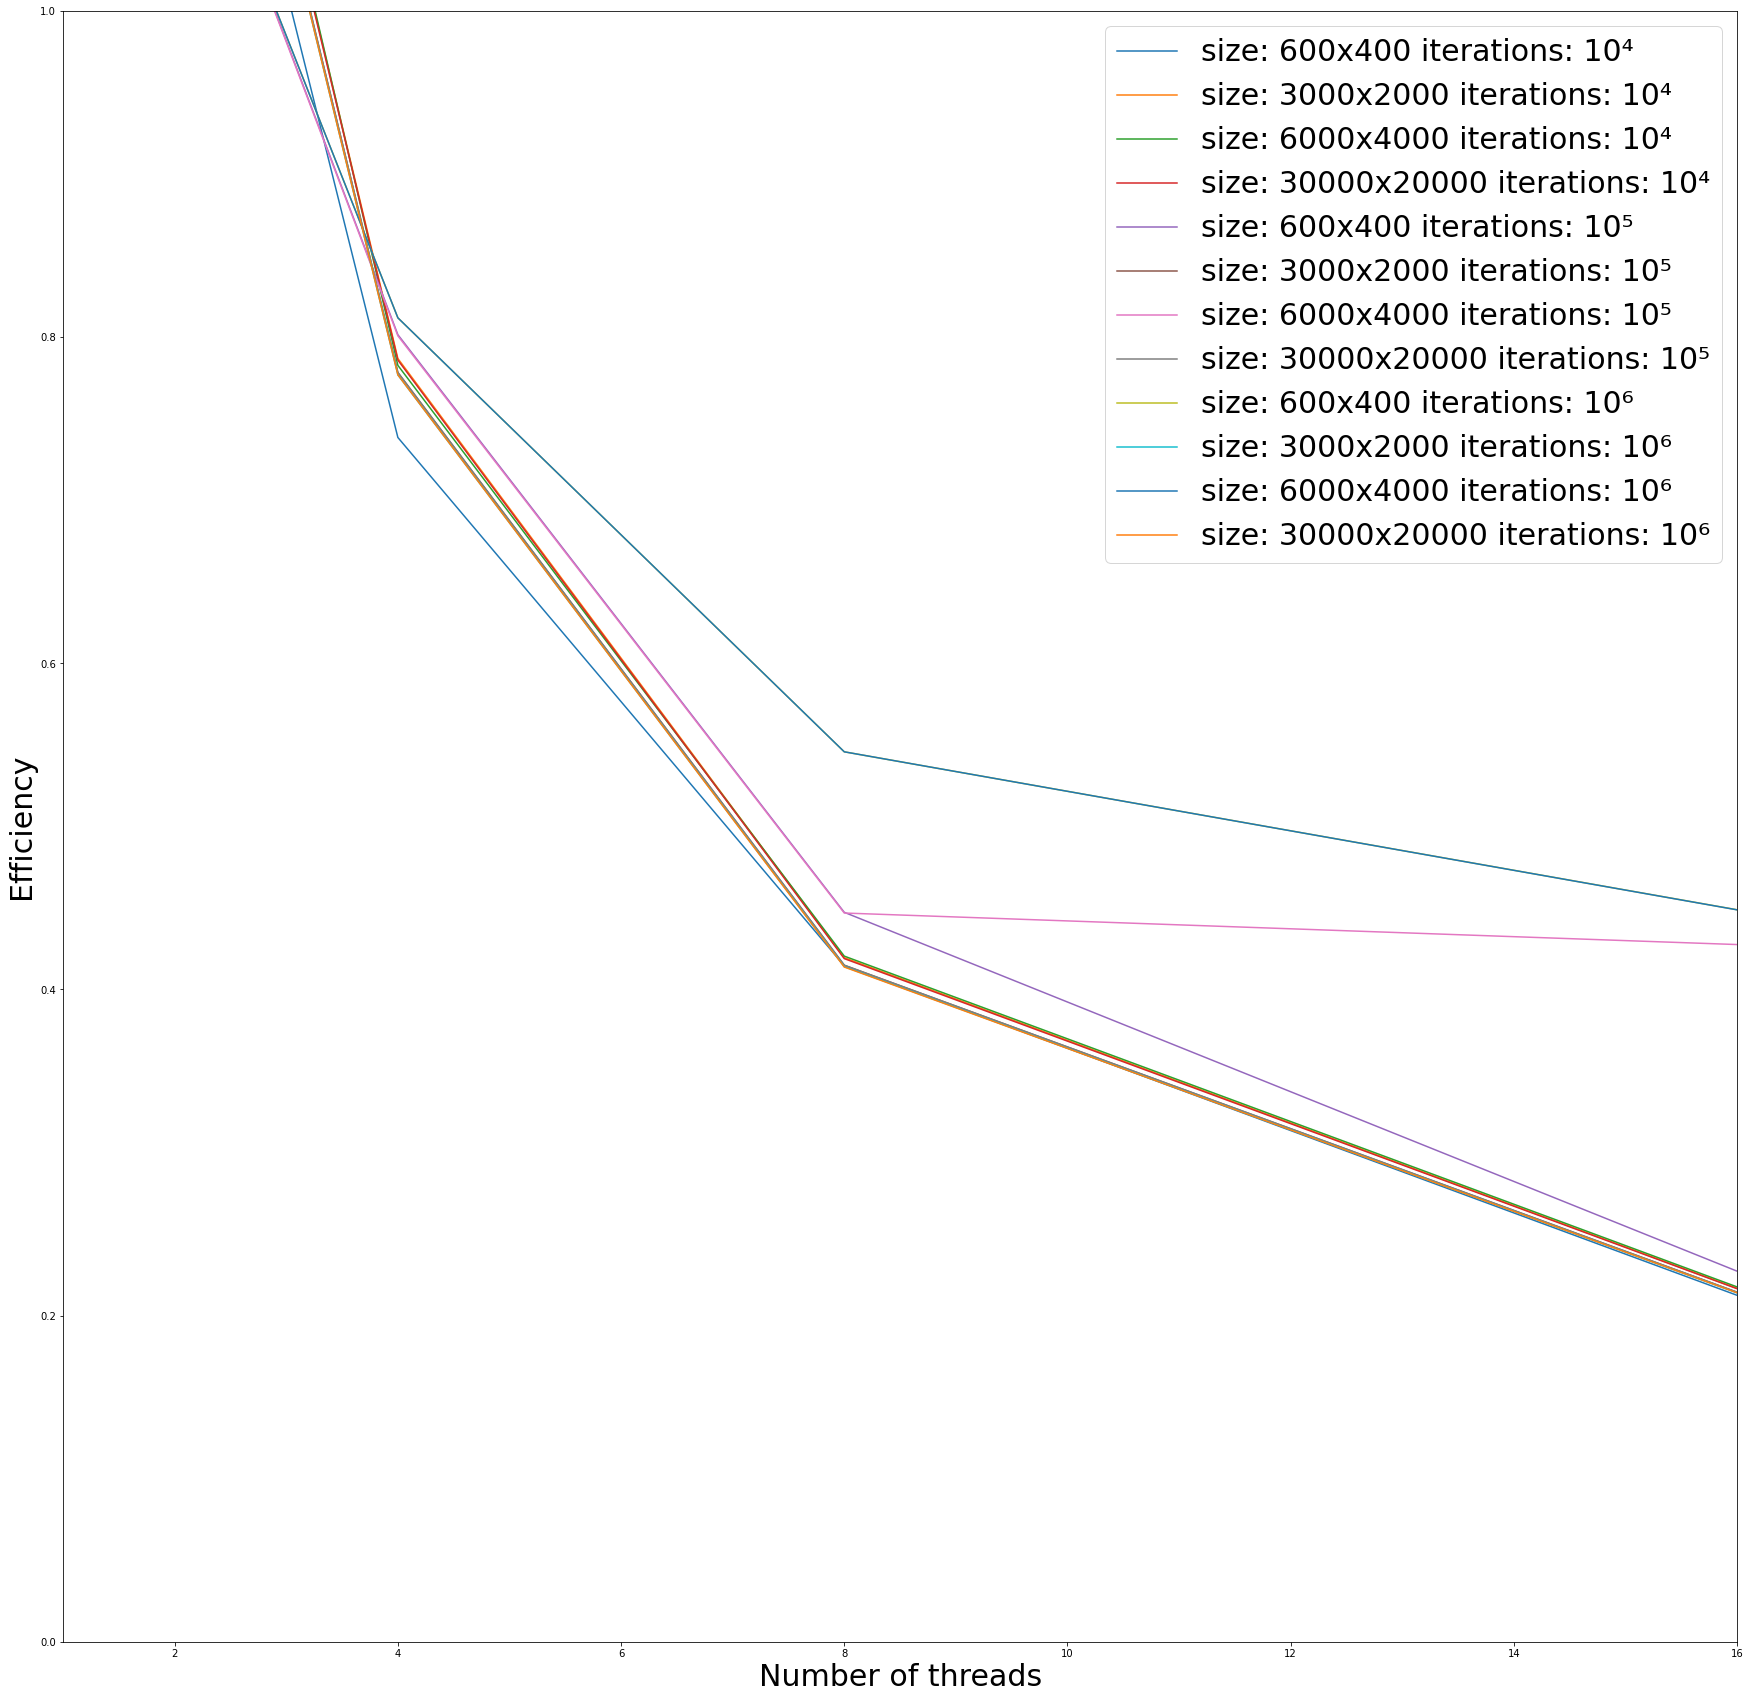 1.0
0.8
0.6
0.4
0.2
0.0
Efficiency
size: 600x400 iterations: 10⁴
size: 3000x2000 iterations: 10⁴
size: 6000x4000 iterations: 10⁴
size: 30000x20000 iterations: 10⁴
size: 600x400 iterations: 10⁵
size: 3000x2000 iterations: 10⁵
size: 6000x4000 iterations: 10⁵
size: 30000x20000 iterations: 10⁵
size: 600x400 iterations: 10⁶
size: 3000x2000 iterations: 10⁶
size: 6000x4000 iterations: 10⁶
size: 30000x20000 iterations: 10⁶
2 4 6 8 10 12 14 16
Number of threads